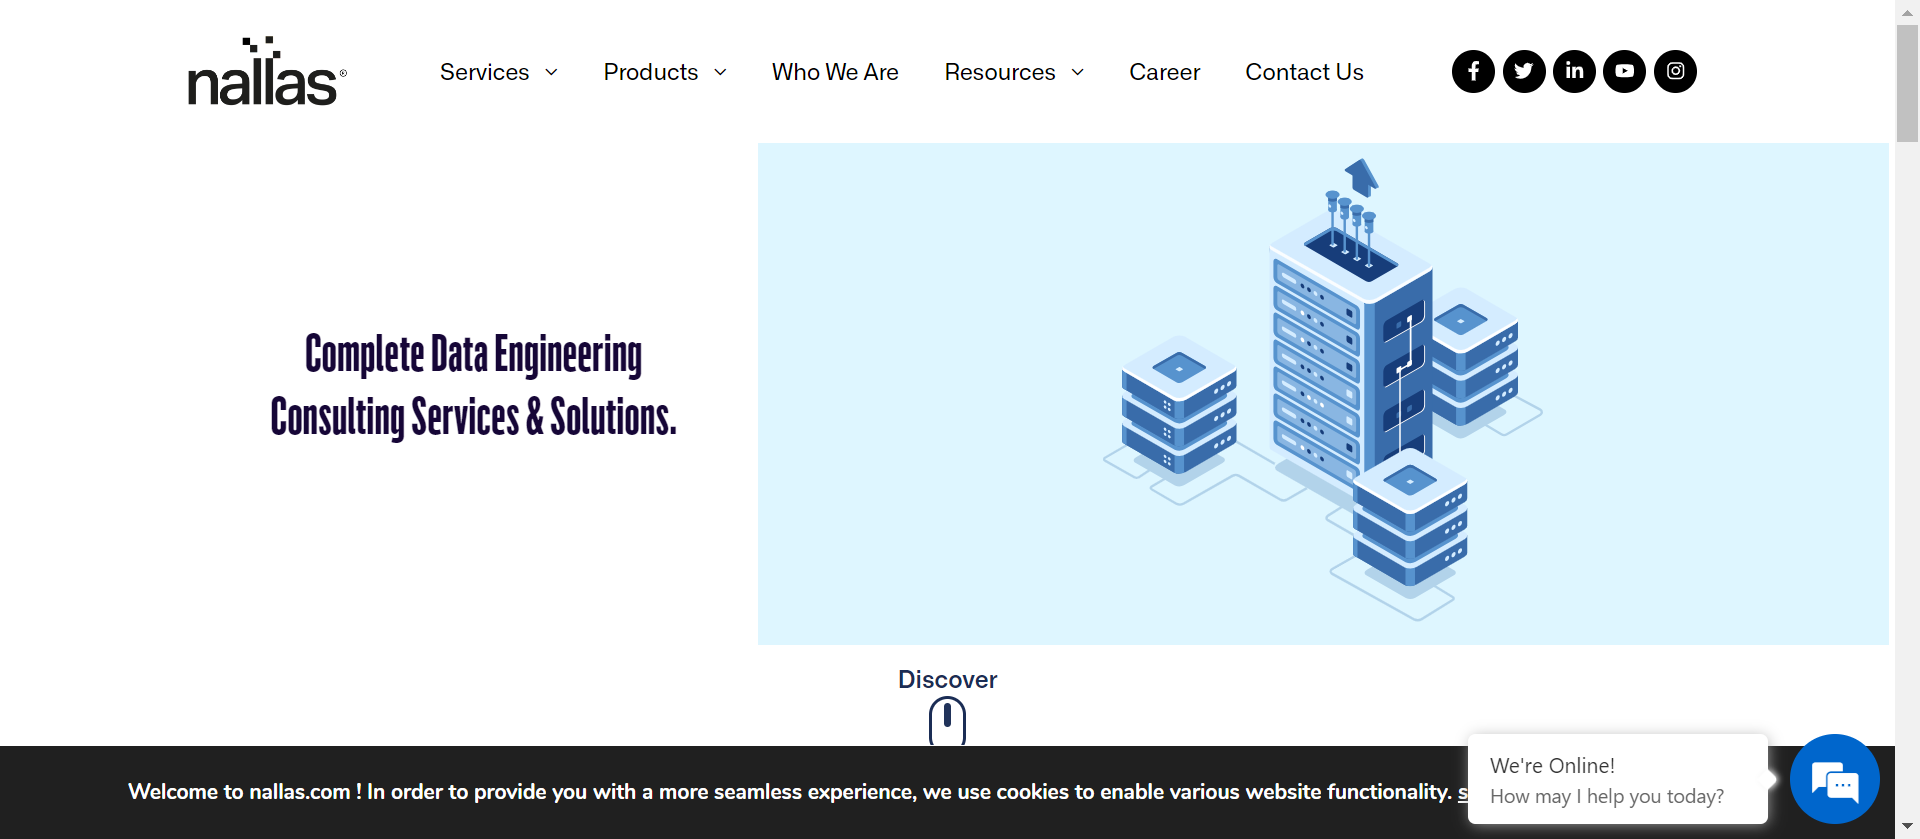 nallas®
Services
Products
Who We Are
Resources
Career
Contact Us
Complete Data Engineering
Consulting Services & Solutions.
Discover
Welcome to nallas.com ! In order to provide you with a more seamless experience, we use cookies to enable various website functionality.
We're Online!
How may I help you today?